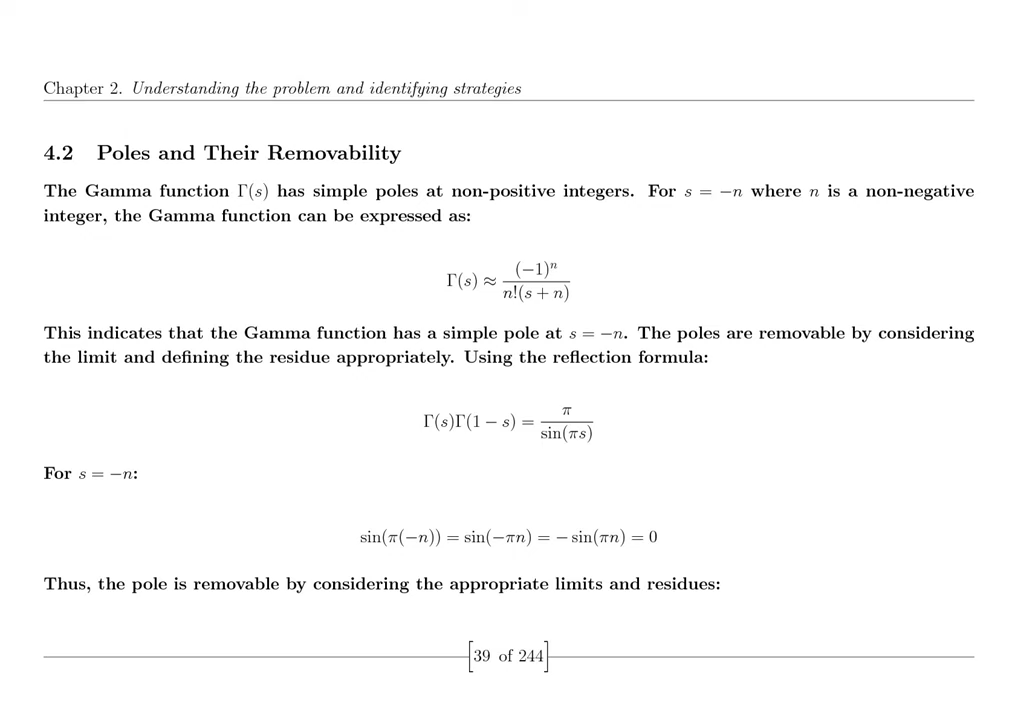 Chapter 2. Understanding the problem and identifying strategies
4.2 Poles and Their Removability
The Gamma function Γ(s) has simple poles at non-positive integers. For s = −n where n is a non-negative
integer, the Gamma function can be expressed as:
Γ(s) ≈ (−1)ⁿ / n!(s + n)
This indicates that the Gamma function has a simple pole at s = −n. The poles are removable by considering
the limit and defining the residue appropriately. Using the reflection formula:
Γ(s)Γ(1 − s) = π / sin(πs)
For s = −n:
sin(π(−n)) = sin(−πn) = − sin(πn) = 0
Thus, the pole is removable by considering the appropriate limits and residues:
[39 of 244]